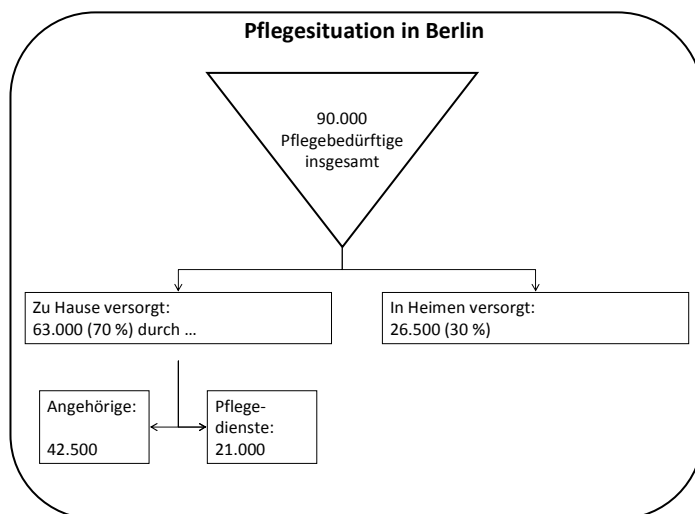 Pflegesituation in Berlin
90.000
Pflegebedürftige
insgesamt
Zu Hause versorgt:
63.000 (70 %) durch …
In Heimen versorgt:
26.500 (30 %)
Angehörige:
42.500
Pflege-
dienste:
21.000